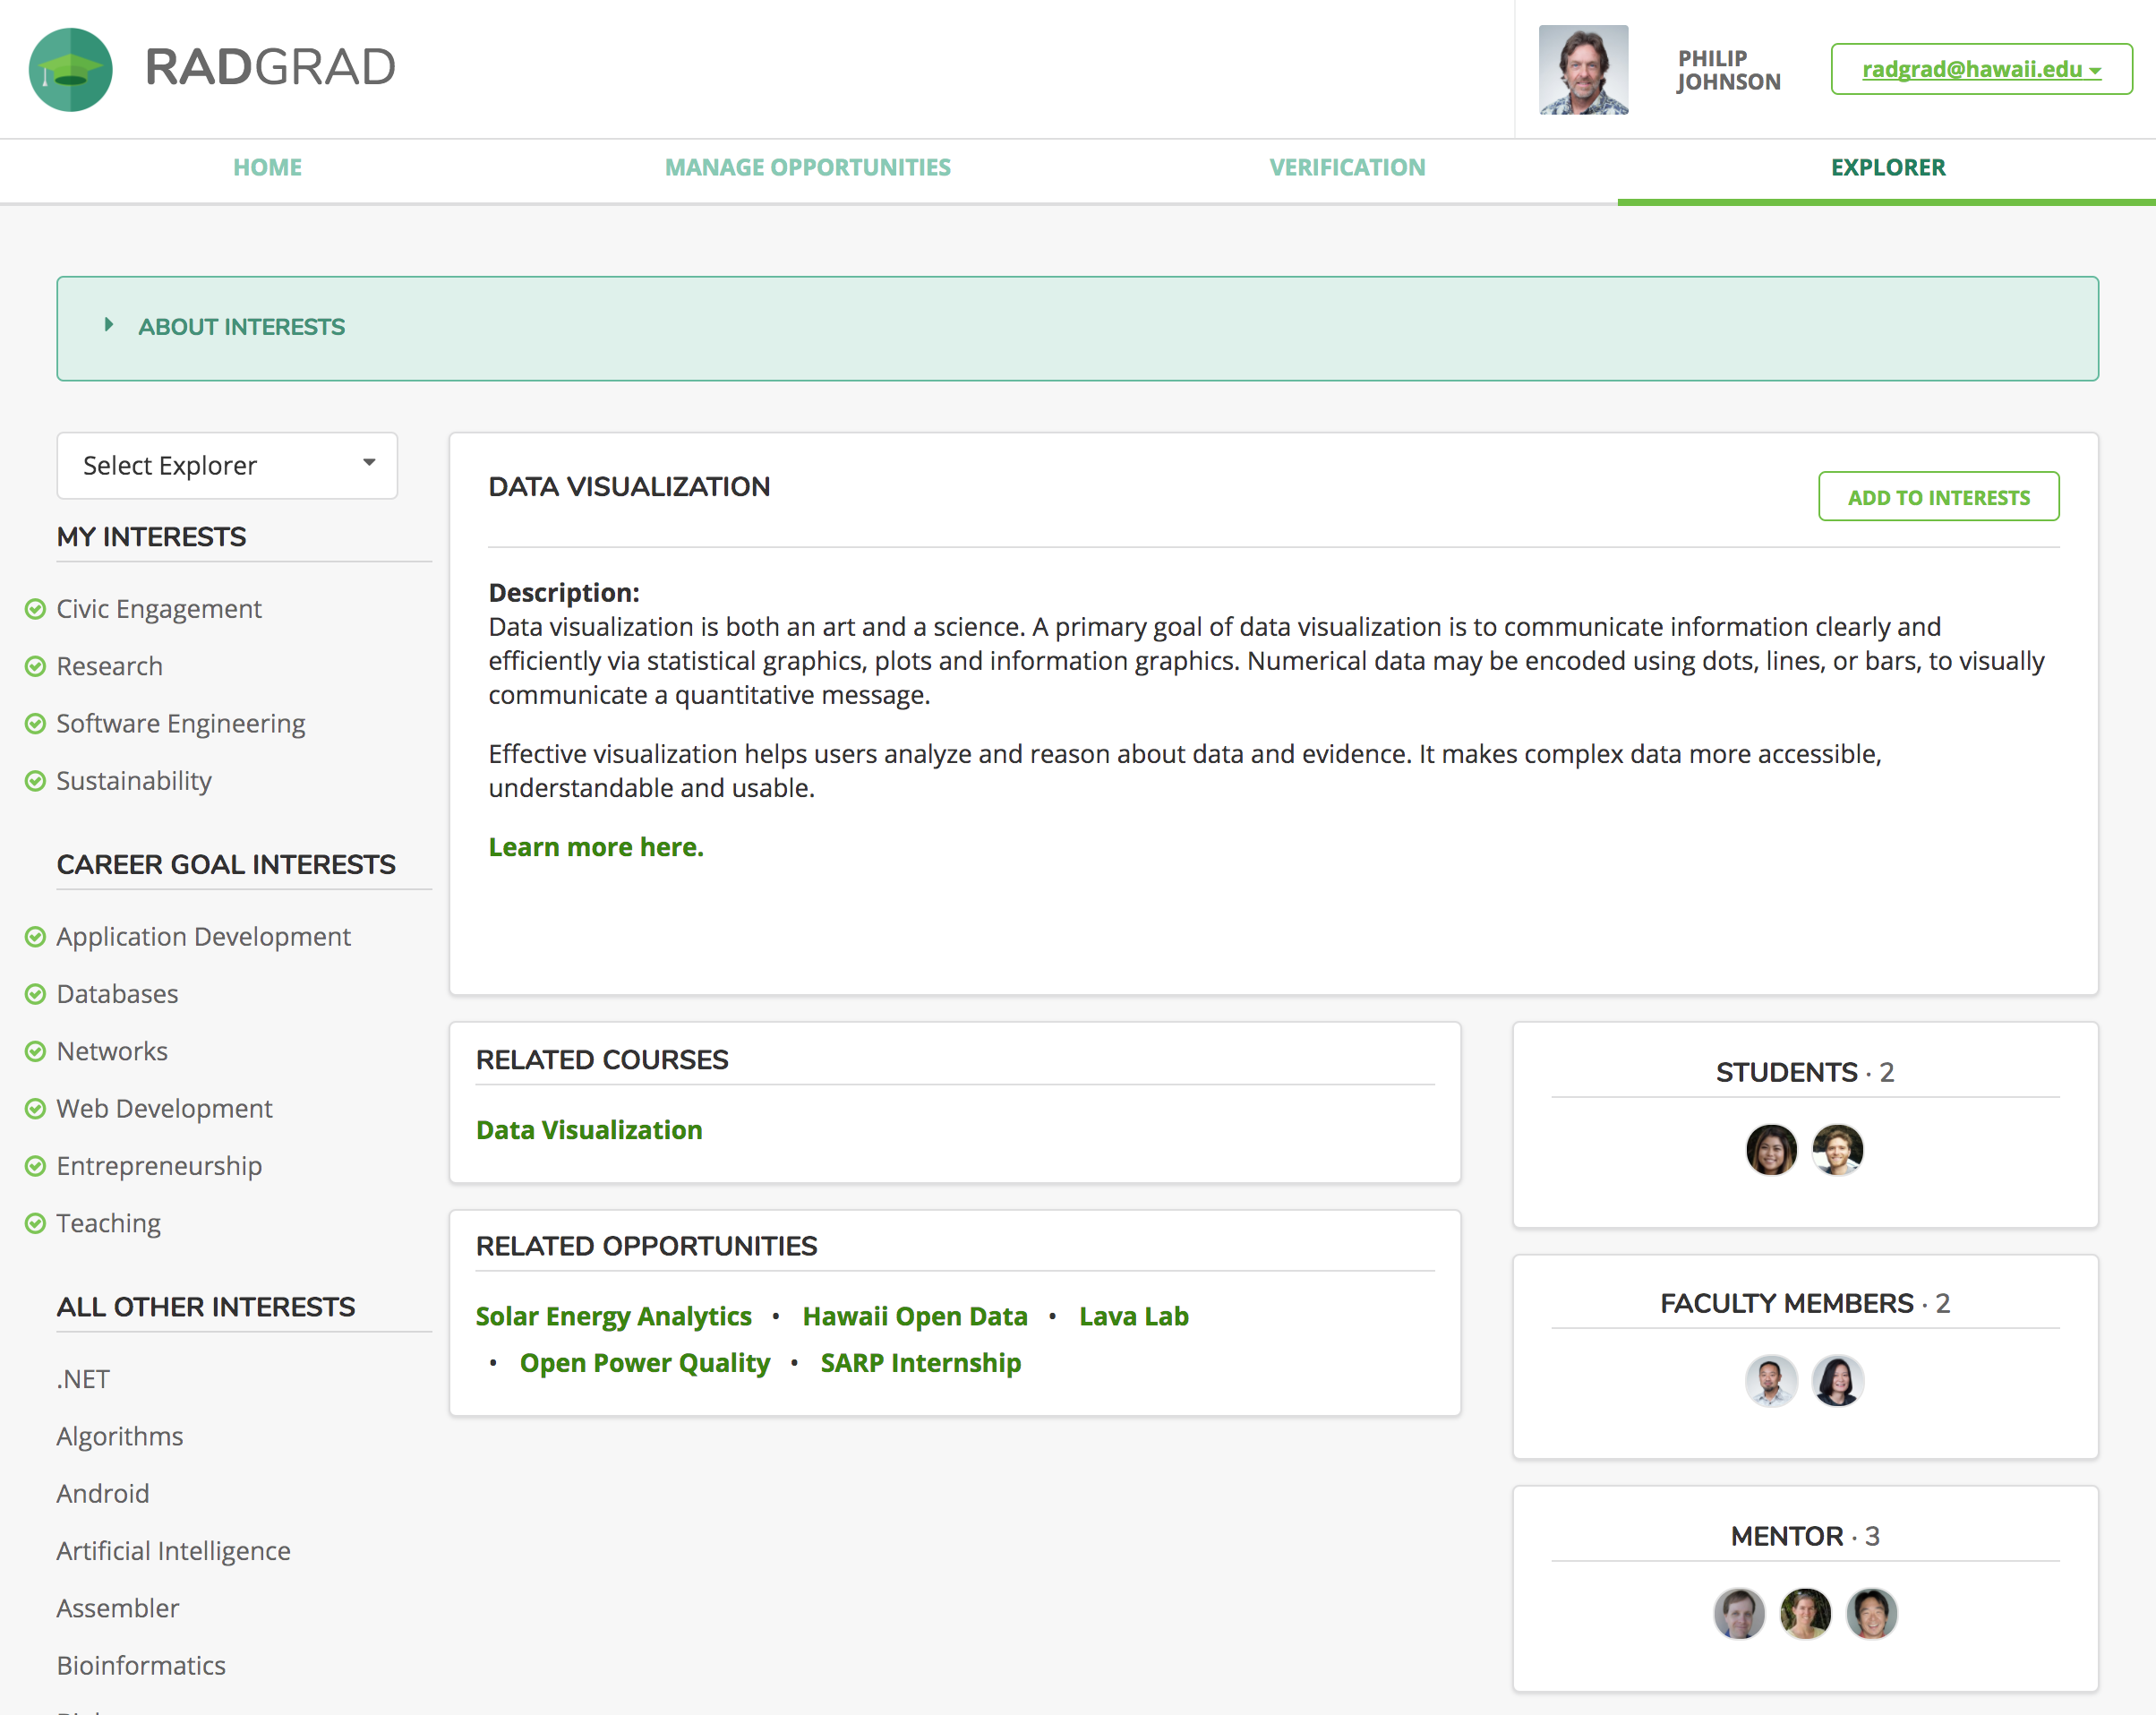 RADGRAD
PHILIP
JOHNSON
radgrad@hawaii.edu
HOME
MANAGE OPPORTUNITIES
VERIFICATION
EXPLORER
ABOUT INTERESTS
Select Explorer
MY INTERESTS
Civic Engagement
Research
Software Engineering
Sustainability
CAREER GOAL INTERESTS
Application Development
Databases
Networks
Web Development
Entrepreneurship
Teaching
ALL OTHER INTERESTS
.NET
Algorithms
Android
Artificial Intelligence
Assembler
Bioinformatics
DATA VISUALIZATION
ADD TO INTERESTS
Description:
Data visualization is both an art and a science. A primary goal of data visualization is to communicate information clearly and
efficiently via statistical graphics, plots and information graphics. Numerical data may be encoded using dots, lines, or bars, to visually
communicate a quantitative message.
Effective visualization helps users analyze and reason about data and evidence. It makes complex data more accessible,
understandable and usable.
Learn more here.
RELATED COURSES
Data Visualization
RELATED OPPORTUNITIES
Solar Energy Analytics • Hawaii Open Data • Lava Lab
• Open Power Quality • SARP Internship
STUDENTS · 2
FACULTY MEMBERS · 2
MENTOR · 3